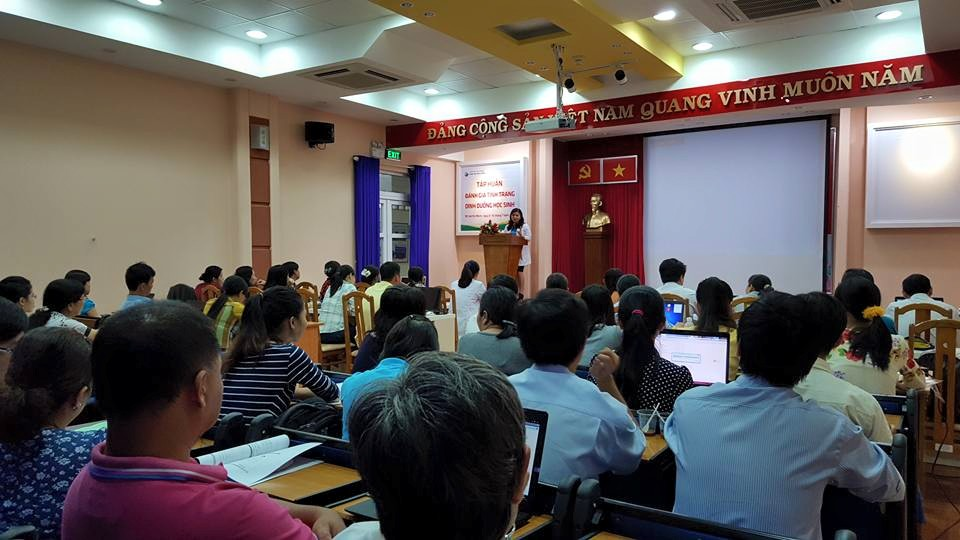 ĐẢNG CỘNG SẢN VIỆT NAM QUANG VINH MUÔN NĂM
EXIT
TẬP HUẤN
ĐÁNH GIÁ TÌNH TRẠNG
DINH DƯỠNG HỌC SINH